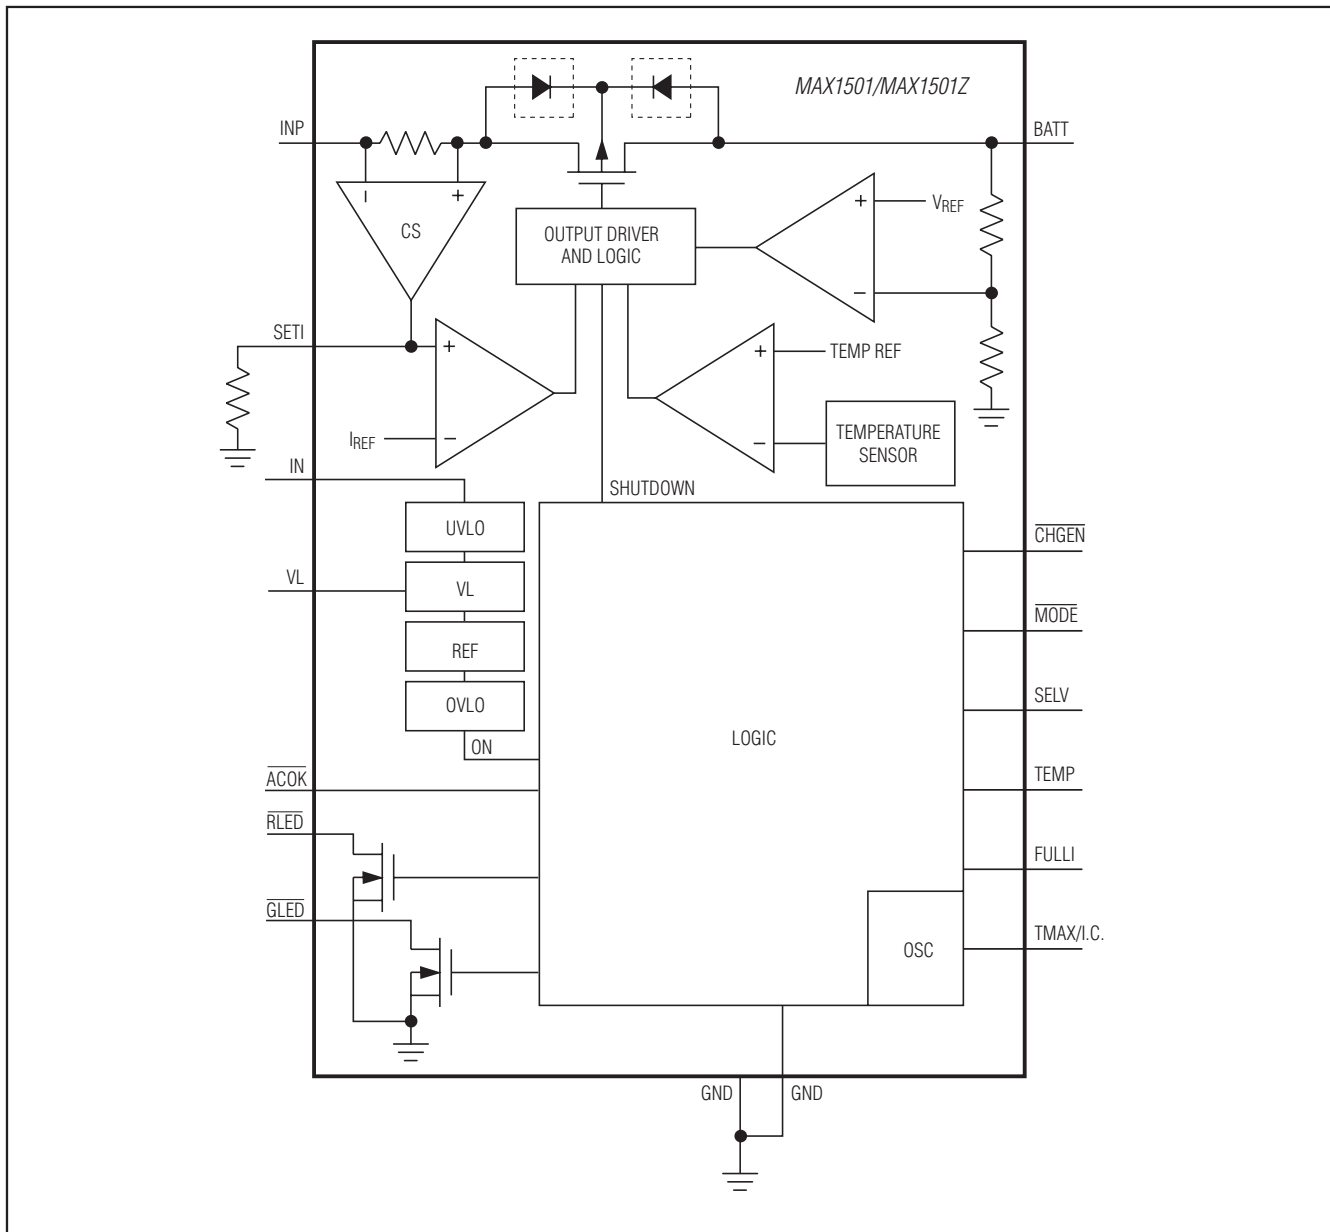 MAX1501/MAX1501Z
INP
BATT
– +
CS
+
VREF
OUTPUT DRIVER
AND LOGIC
–
SETI
+
+
TEMP REF
IREF
–
–
TEMPERATURE
SENSOR
IN
SHUTDOWN
UVLO
CHGEN
VL
VL
MODE
REF
SELV
OVLO
ON
LOGIC
ACOK
TEMP
RLED
FULLI
GLED
OSC
TMAX/I.C.
GND
GND